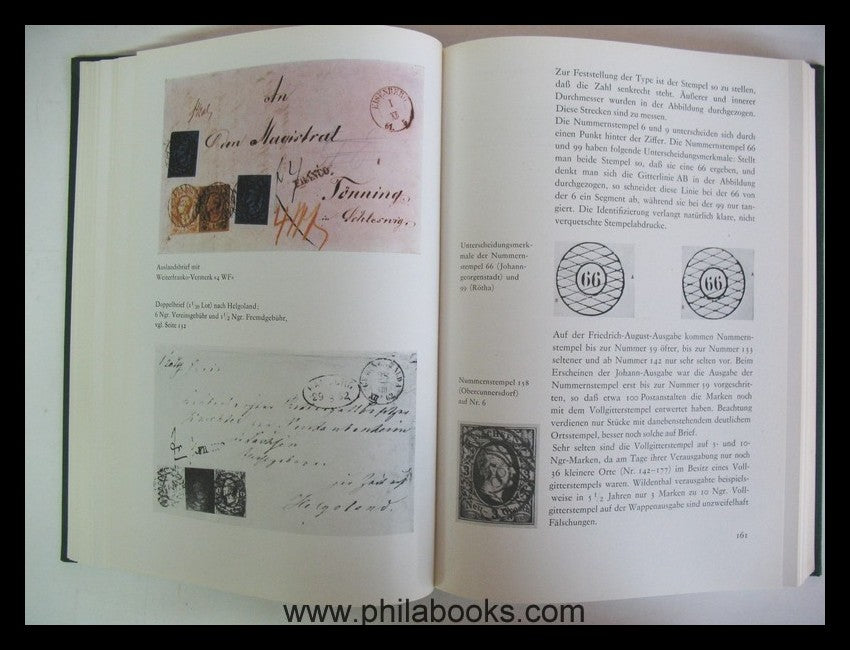 An
Dem Magistrat
FRANCO
Tönning
in Schleswig.
EISENBERG
Auslandsbrief mit
Weiterfranko-Vermerk »4 WF«
Doppelbrief (1 1/10 Lot) nach Helgoland:
6 Ngr. Vereinsgebühr und 1 1/2 Ngr. Fremdgebühr,
vgl. Seite 132
Helgoland.
Zur Feststellung der Type ist der Stempel so zu stellen,
daß die Zahl senkrecht steht. Äußerer und innerer
Durchmesser wurden in der Abbildung durchgezogen.
Diese Strecken sind zu messen.
Die Nummernstempel 6 und 9 unterscheiden sich durch
einen Punkt hinter der Ziffer. Die Nummernstempel 66
und 99 haben folgende Unterscheidungsmerkmale: Stellt
man beide Stempel so, daß sie eine 66 ergeben, und
denkt man sich die Gitterlinie AB in der Abbildung
durchgezogen, so schneidet diese Linie bei der 66 von
der 6 ein Segment ab, während sie bei der 99 nur tan-
giert. Die Identifizierung verlangt natürlich klare, nicht
verquetschte Stempelabdrucke.
Unterscheidungsmerk-
male der Nummern-
stempel 66 (Johann-
georgenstadt) und
99 (Rötha)
66
66
Auf der Friedrich-August-Ausgabe kommen Nummern-
stempel bis zur Nummer 59 öfter, bis zur Nummer 133
seltener und ab Nummer 142 nur sehr selten vor. Beim
Erscheinen der Johann-Ausgabe war die Ausgabe der
Nummernstempel erst bis zur Nummer 59 vorgeschrit-
ten, so daß etwa 100 Postanstalten die Marken noch
mit dem Vollgitterstempel entwertet haben. Beachtung
verdienen nur Stücke mit danebenstehendem deutlichem
Ortsstempel, besser noch solche auf Brief.
Sehr selten sind die Vollgitterstempel auf 3- und 10-
Ngr-Marken, da am Tage ihrer Verausgabung nur noch
36 kleinere Orte (Nr. 142–177) im Besitz eines Voll-
gitterstempels waren. Wildenthal verausgabte beispiels-
weise in 5 1/2 Jahren nur 3 Marken zu 10 Ngr. Voll-
gitterstempel auf der Wappenausgabe sind unzweifelhaft
Fälschungen.
Nummernstempel 158
(Obercunnersdorf)
auf Nr. 6
161
www.philabooks.com